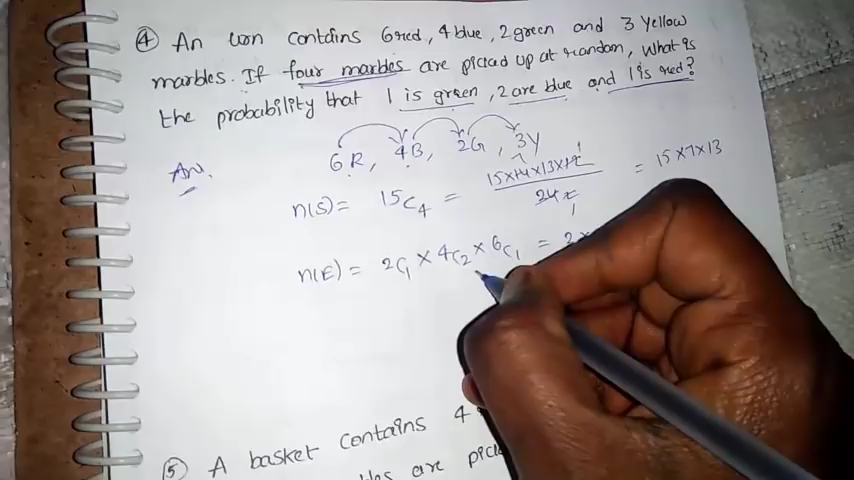 ④ An urn contains 6 red, 4 blue, 2 green and 3 Yellow
marbles. If four marbles are picked up at random, What is
the probability that 1 is green, 2 are blue and 1 is red?
Ans. 6R, 4B, 2G, 3Y
n(S) = 15C4 = 15×14×13×12 / 24 = 15×7×13
n(E) = 2C1 × 4C2 × 6C1 = 2×
⑤ A basket contains 4
are